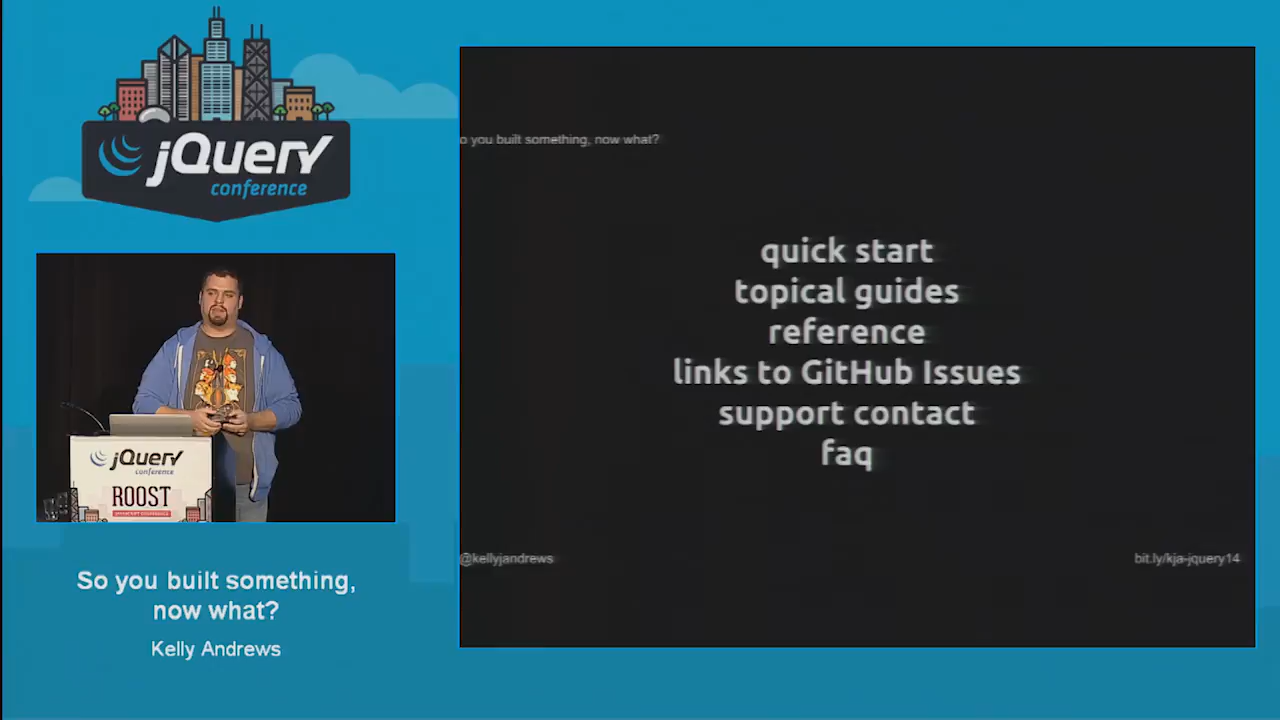 jQuery
conference
jQuery
conference
ROOST
So you built something,
now what?
Kelly Andrews
o you built something, now what?
quick start
topical guides
reference
links to GitHub Issues
support contact
faq
@kellyjandrews
bit.ly/kja-jquery14